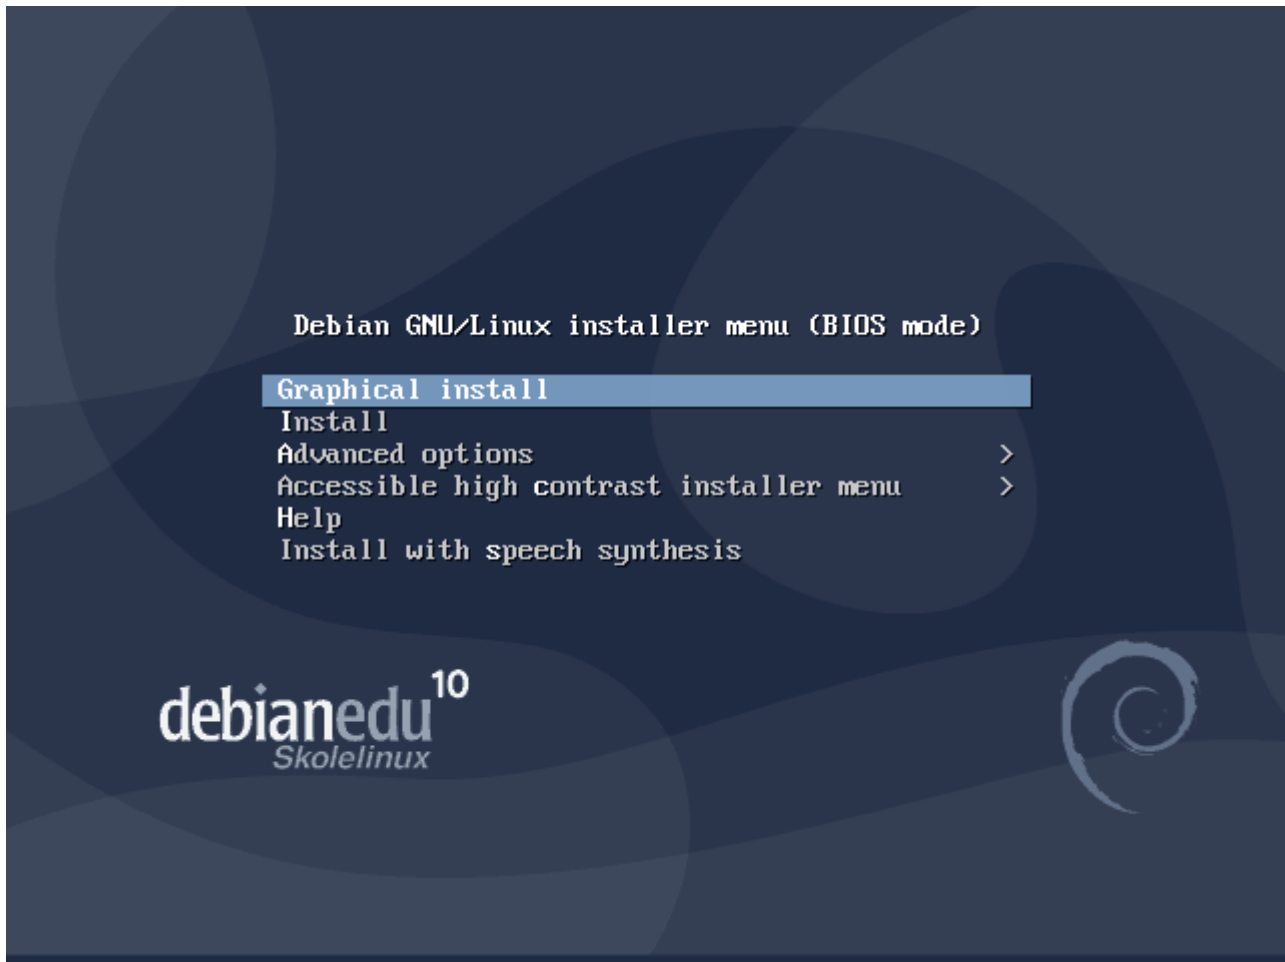 Debian GNU/Linux installer menu (BIOS mode)
Graphical install
Install
Advanced options >
Accessible high contrast installer menu >
Help
Install with speech synthesis
debianedu 10
Skolelinux